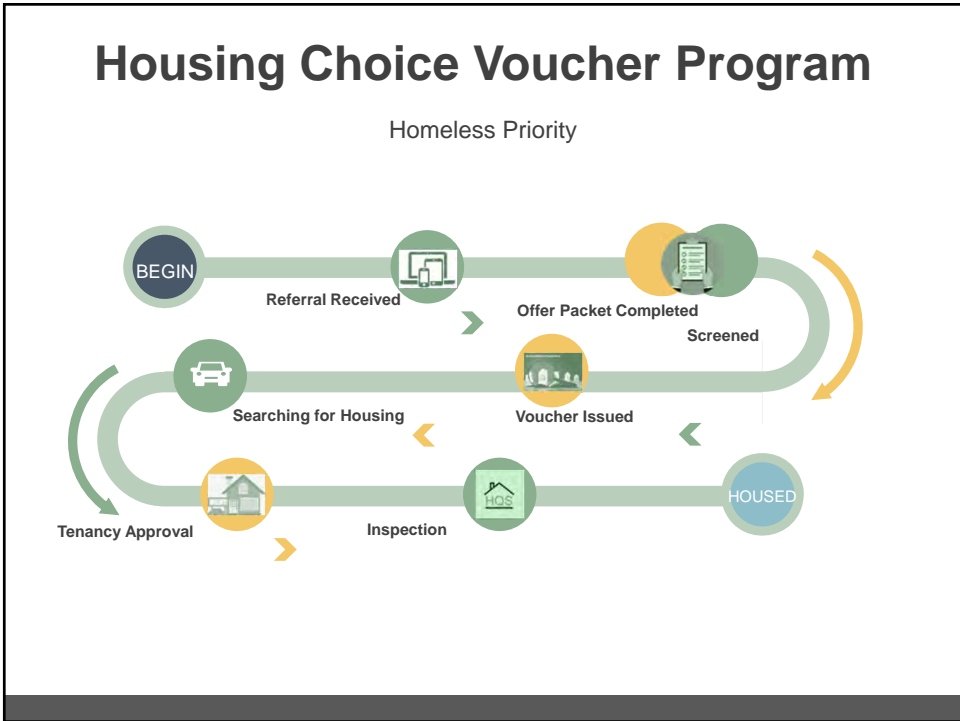 Housing Choice Voucher Program
Homeless Priority
BEGIN
Referral Received
Offer Packet Completed
Screened
Voucher Issued
Searching for Housing
Tenancy Approval
Inspection
HQS
HOUSED